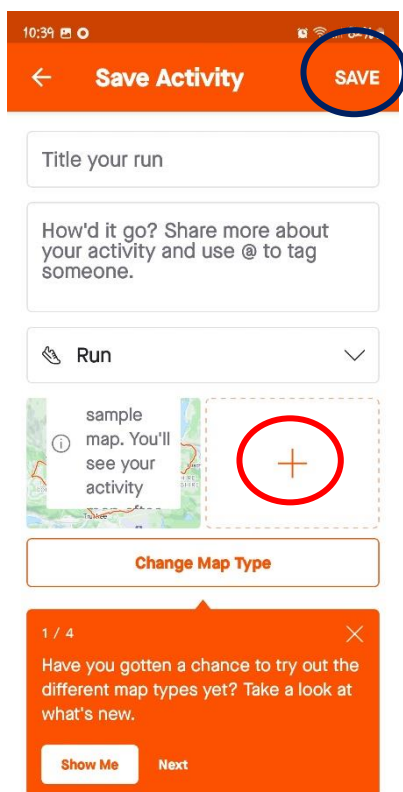 10:39
Save Activity SAVE
Title your run
How'd it go? Share more about
your activity and use @ to tag
someone.
Run
sample
map. You'll
see your
activity
Change Map Type
1 / 4
Have you gotten a chance to try out the
different map types yet? Take a look at
what's new.
Show Me Next